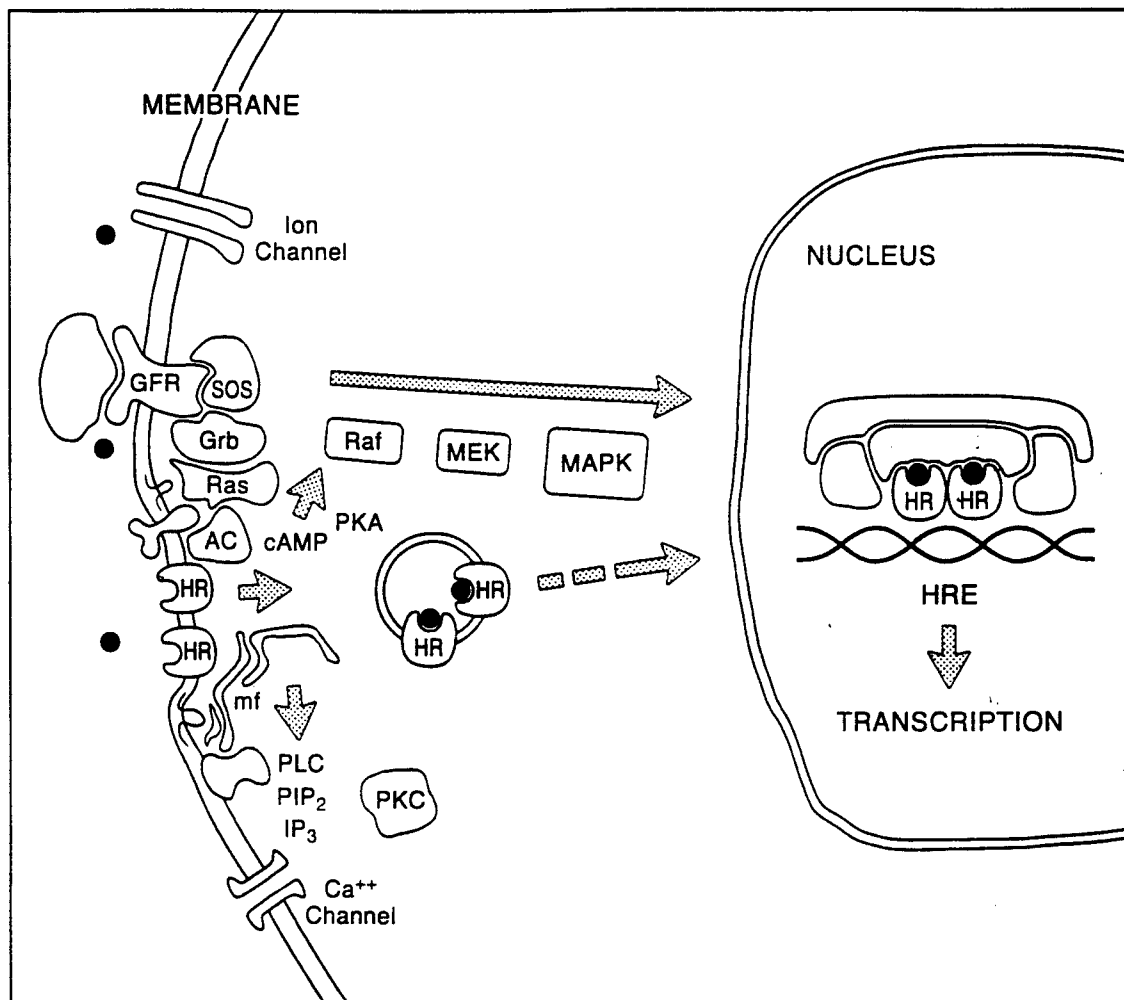 MEMBRANE
Ion
Channel
NUCLEUS
GFR
SOS
Grb
Raf
MEK
MAPK
Ras
HR
HR
AC
cAMP
PKA
HR
HR
HRE
HR
HR
mf
TRANSCRIPTION
PLC
PIP₂
IP₃
PKC
Ca⁺⁺
Channel